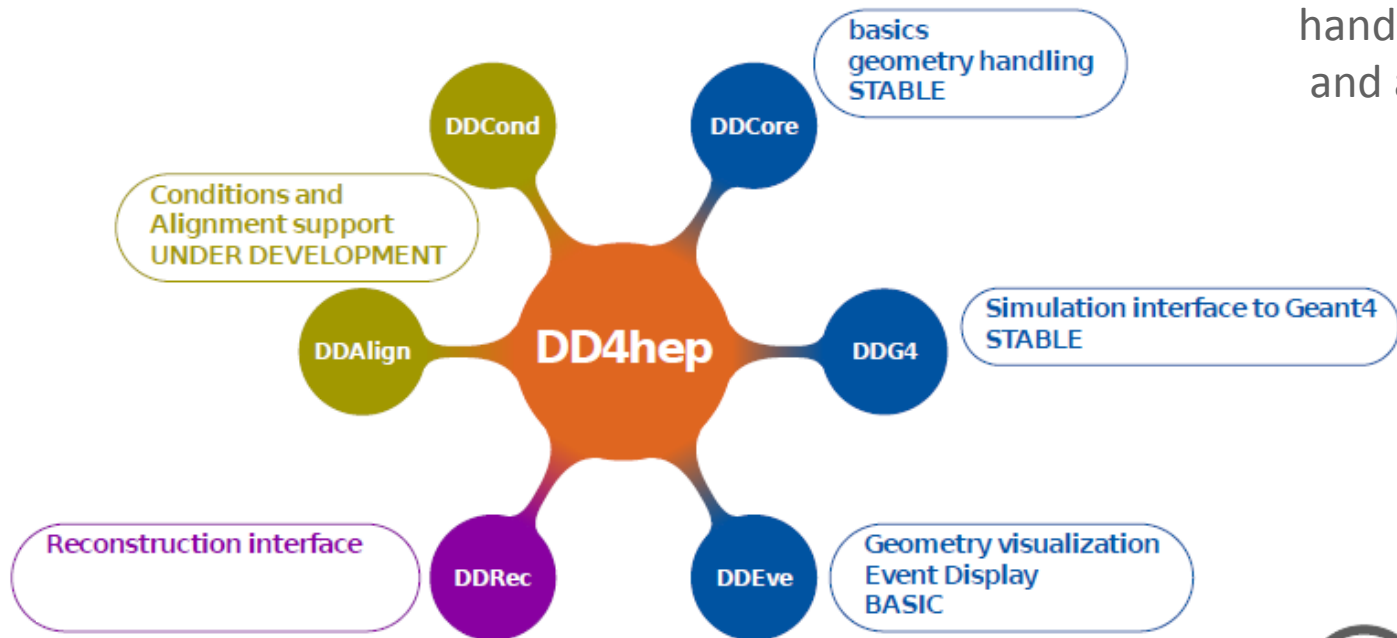 basics
geometry handling
STABLE
DDCond
DDCore
Conditions and
Alignment support
UNDER DEVELOPMENT
DDAlign
DD4hep
DDG4
Simulation interface to Geant4
STABLE
Reconstruction interface
DDRec
DDEve
Geometry visualization
Event Display
BASIC
hand
and